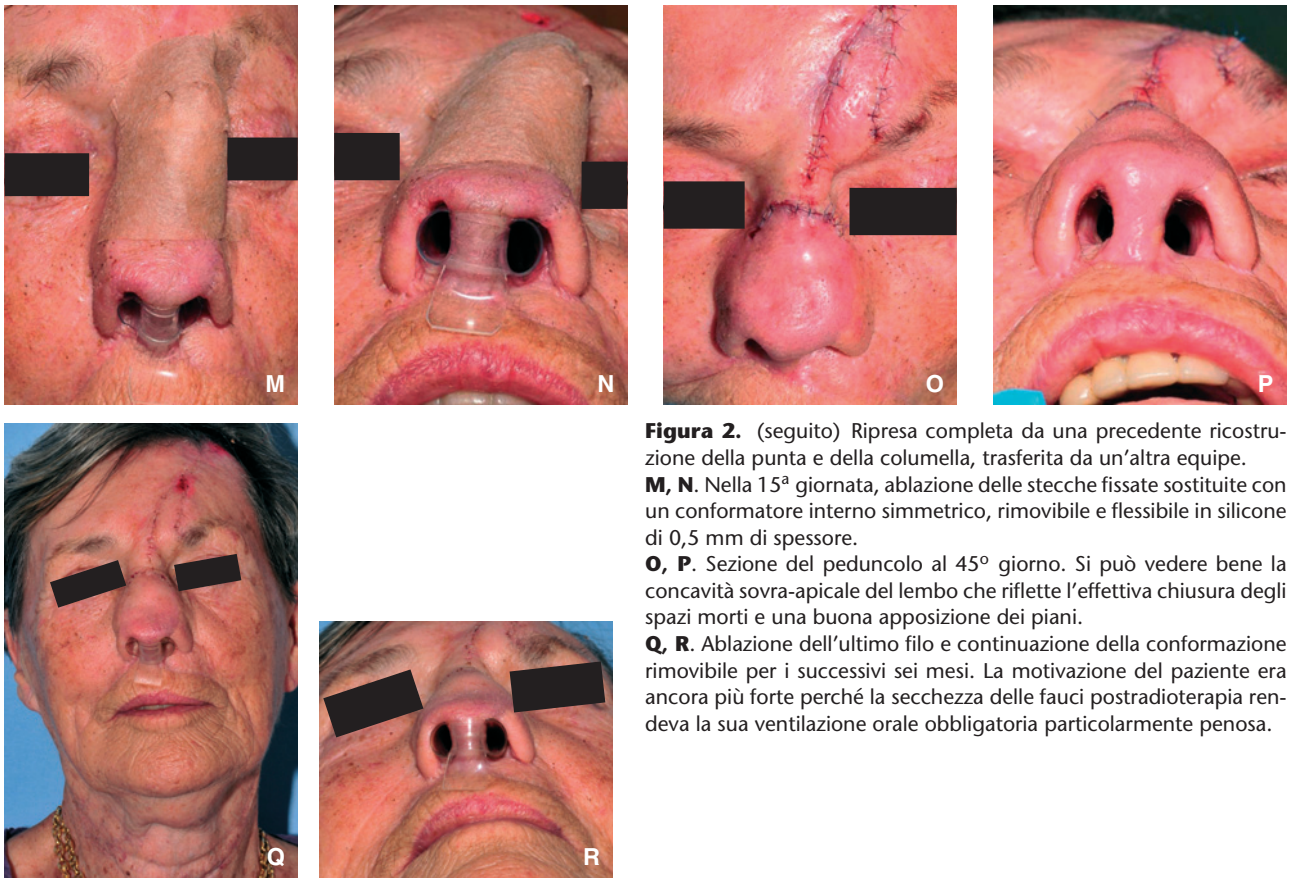 M
N
O
P
Q
R
Figura 2. (seguito) Ripresa completa da una precedente ricostru-
zione della punta e della columella, trasferita da un'altra equipe.
M, N. Nella 15ª giornata, ablazione delle stecche fissate sostituite con
un conformatore interno simmetrico, rimovibile e flessibile in silicone
di 0,5 mm di spessore.
O, P. Sezione del peduncolo al 45º giorno. Si può vedere bene la
concavità sovra-apicale del lembo che riflette l'effettiva chiusura degli
spazi morti e una buona apposizione dei piani.
Q, R. Ablazione dell'ultimo filo e continuazione della conformazione
rimovibile per i successivi sei mesi. La motivazione del paziente era
ancora più forte perché la secchezza delle fauci postradioterapia ren-
deva la sua ventilazione orale obbligatoria particolarmente penosa.